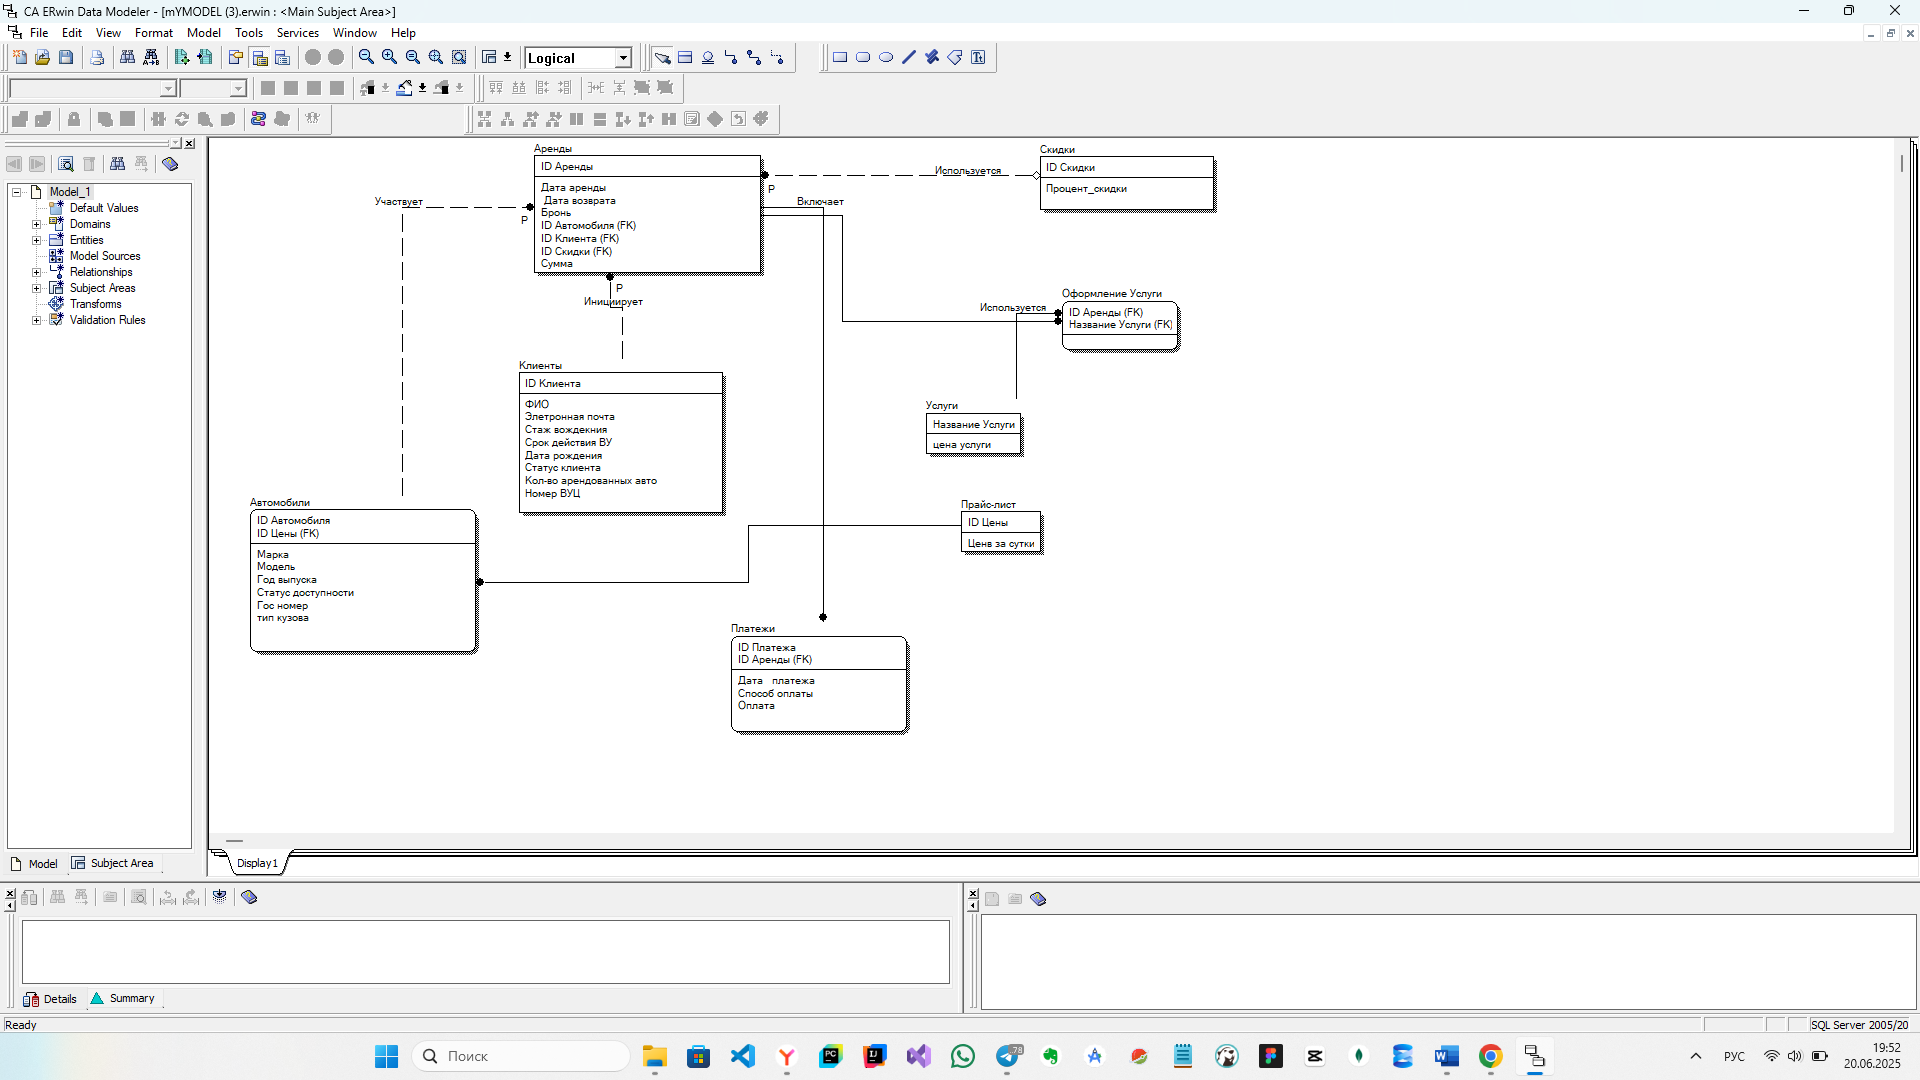 CA ERwin Data Modeler - [mYMODEL (3).erwin : <Main Subject Area>]
File Edit View Format Model Tools Services Window Help
Logical
Model_1
Default Values
Domains
Entities
Model Sources
Relationships
Subject Areas
Transforms
Validation Rules
Model
Subject Area
Аренды
ID Аренды
Дата аренды
Дата возврата
Бронь
ID Автомобиля (FK)
ID Клиента (FK)
ID Скидки (FK)
Сумма
Скидки
ID Скидки
Процент_скидки
Используется
P
Участвует
P
Включает
P
Инициирует
Оформление Услуги
ID Аренды (FK)
Название Услуги (FK)
Используется
Клиенты
ID Клиента
ФИО
Элетронная почта
Стаж вождекния
Срок действия ВУ
Дата рождения
Статус клиента
Кол-во арендованных авто
Номер ВУЦ
Услуги
Название Услуги
цена услуги
Автомобили
ID Автомобиля
ID Цены (FK)
Марка
Модель
Год выпуска
Статус доступности
Гос номер
тип кузова
Прайс-лист
ID Цены
Ценв за сутки
Платежи
ID Платежа
ID Аренды (FK)
Дата платежа
Способ оплаты
Оплата
Display1
Details
Summary
Ready
SQL Server 2005/20
Поиск
78
РУС
19:52
20.06.2025